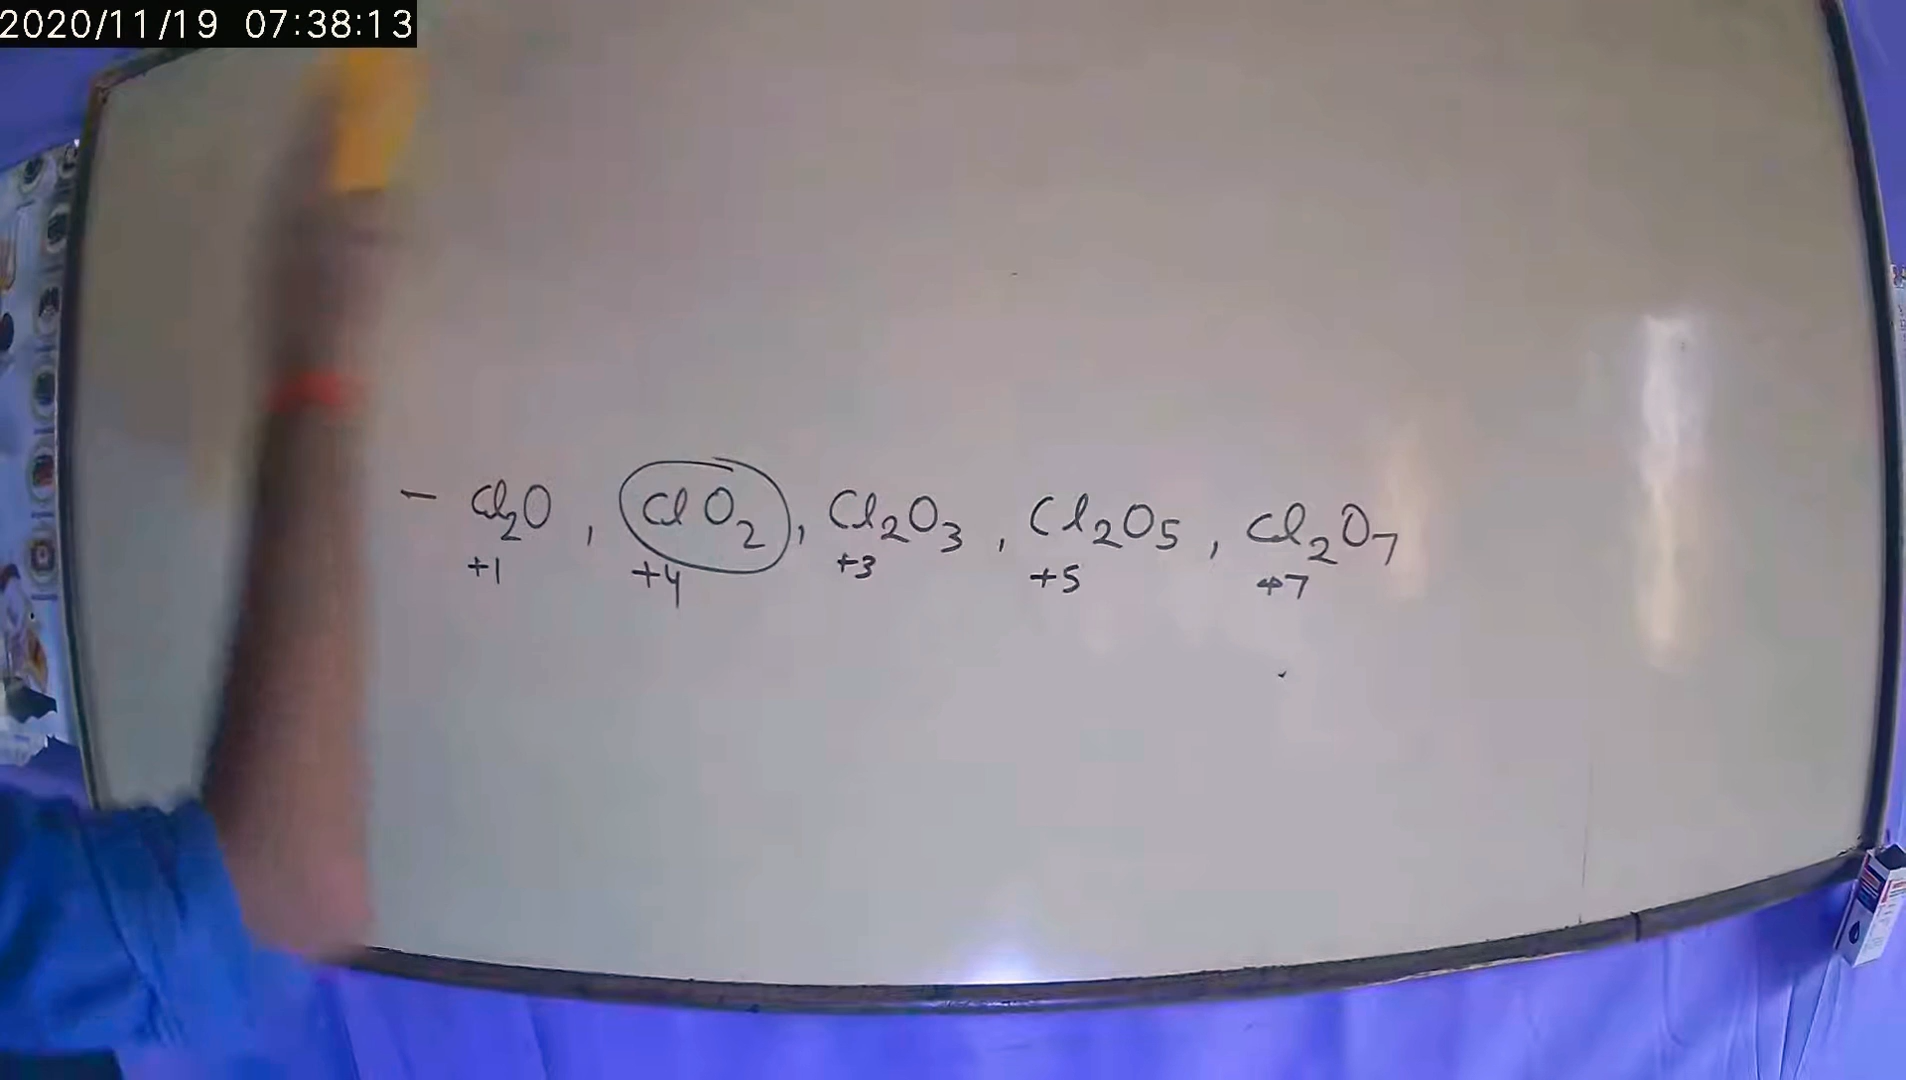 2020/11/19 07:38:13
– Cl₂O , ClO₂ , Cl₂O₃ , Cl₂O₅ , Cl₂O₇
+1 +4 +3 +5 +7